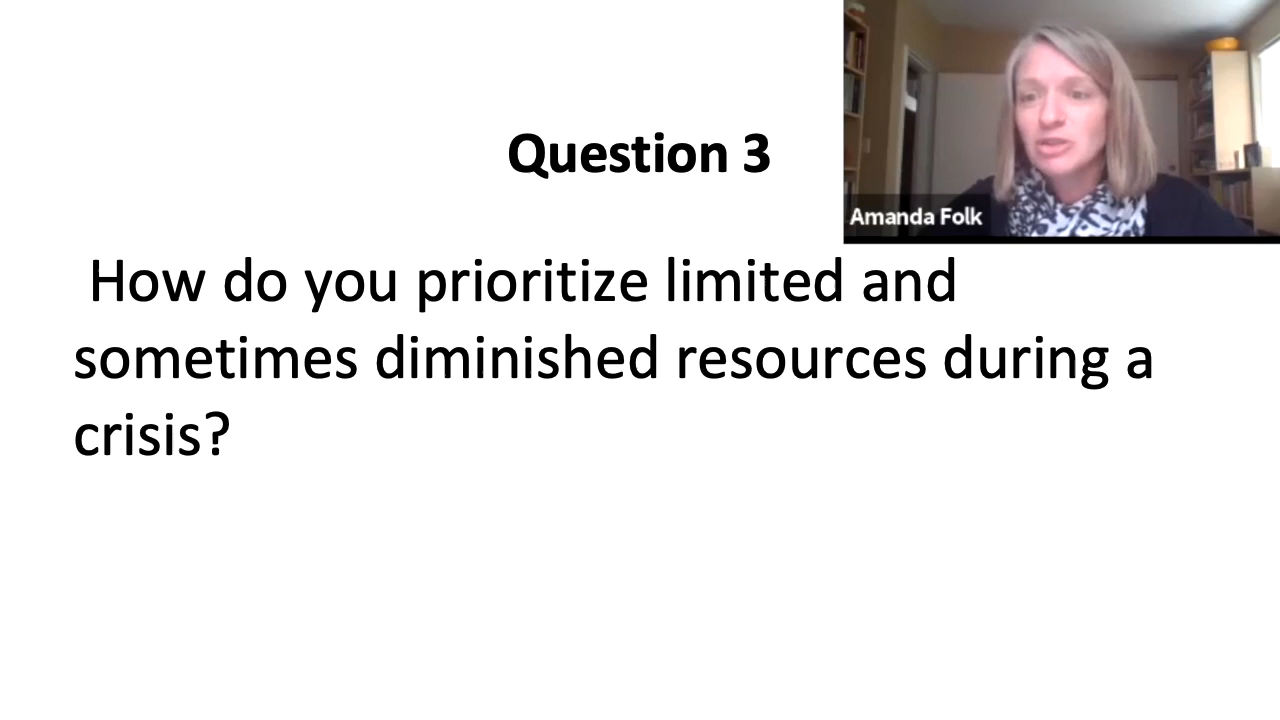 Question 3
Amanda Folk
How do you prioritize limited and
sometimes diminished resources during a
crisis?